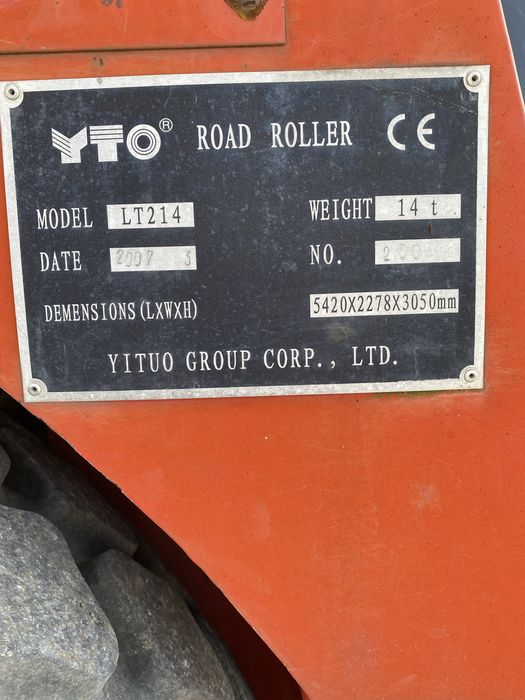 YTO® ROAD ROLLER CE
MODEL LT214 WEIGHT 14 t
DATE 2007 3 NO.
DEMENSIONS(LXWXH) 5420X2278X3050mm
YITUO GROUP CORP., LTD.